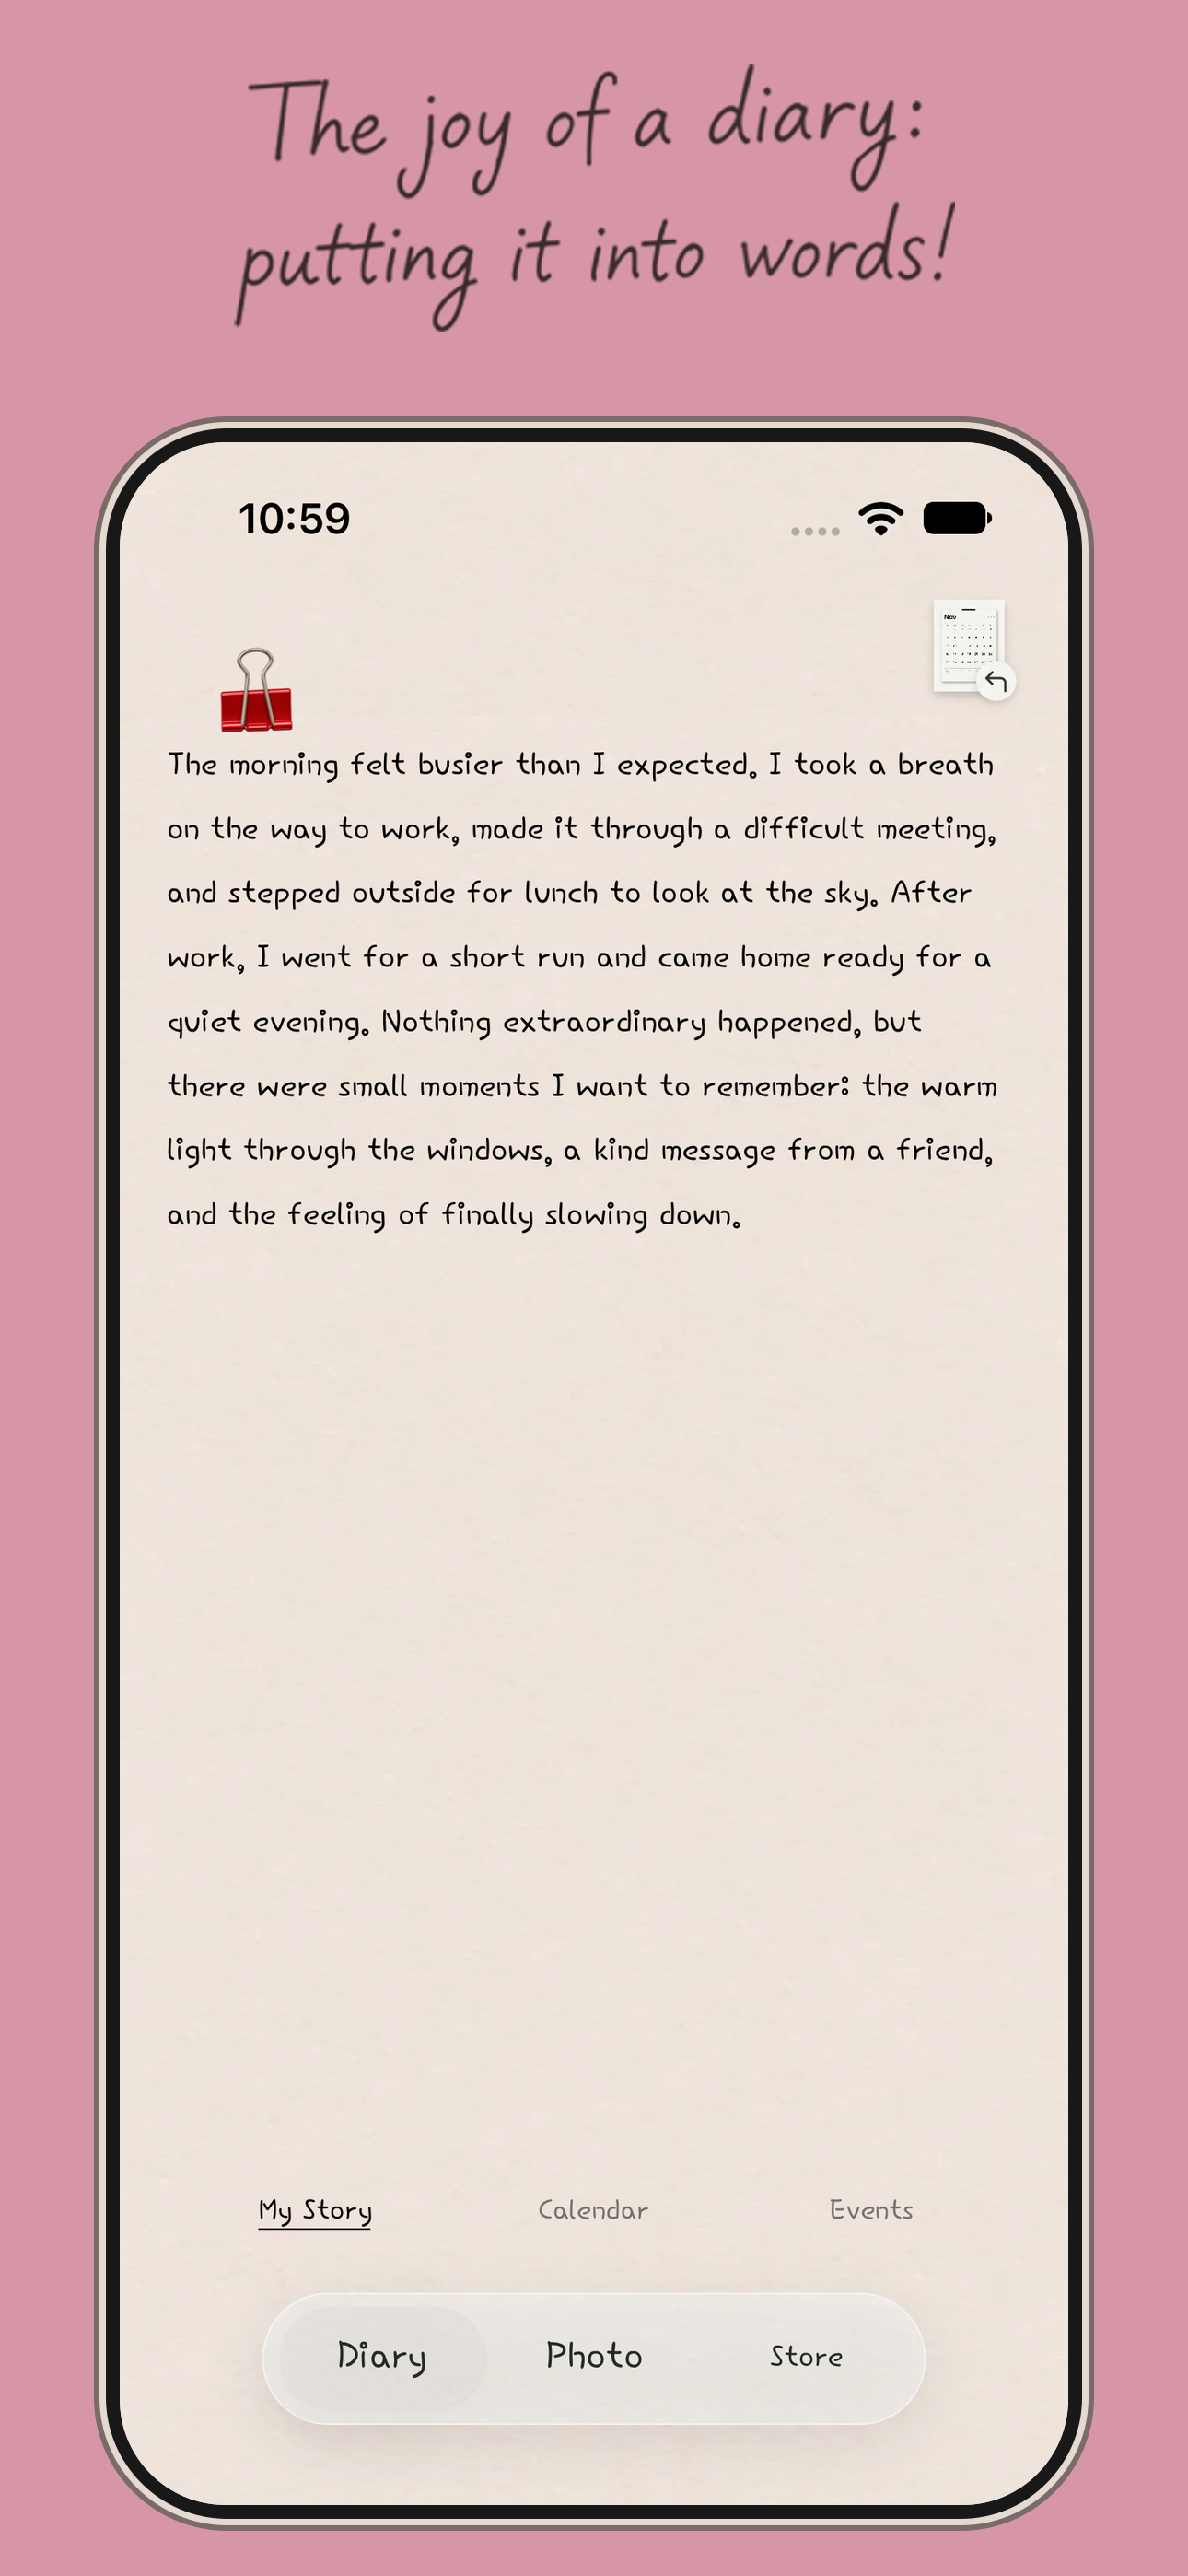 The joy of a diary:
putting it into words!
10:59
Nov
The morning felt busier than I expected. I took a breath
on the way to work, made it through a difficult meeting,
and stepped outside for lunch to look at the sky. After
work, I went for a short run and came home ready for a
quiet evening. Nothing extraordinary happened, but
there were small moments I want to remember: the warm
light through the windows, a kind message from a friend,
and the feeling of finally slowing down.
My Story
Calendar
Events
Diary
Photo
Store